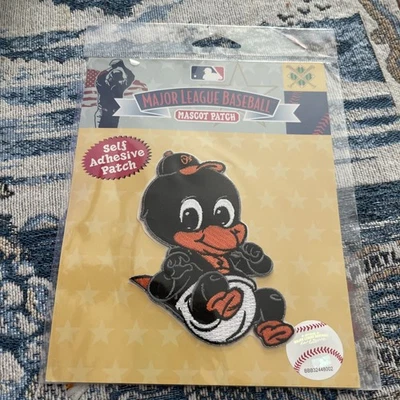 MAJOR LEAGUE BASEBALL
MASCOT PATCH
Self
Adhesive
Patch
O's